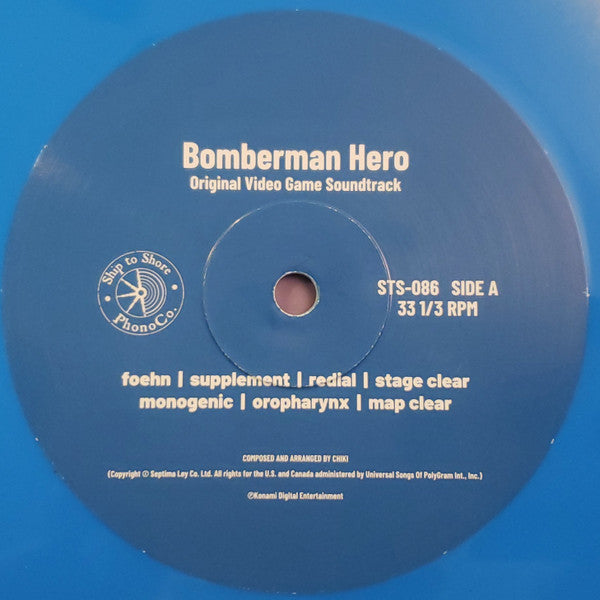 Bomberman Hero
Original Video Game Soundtrack
Ship to Shore
PhonoCo.
STS-086 SIDE A
33 1/3 RPM
foehn | supplement | redial | stage clear
monogenic | oropharynx | map clear
COMPOSED AND ARRANGED BY CHIKI
(Copyright © Septima Ley Co. Ltd. All rights for the U.S. and Canada administered by Universal Songs Of PolyGram Int., Inc.)
℗Konami Digital Entertainment